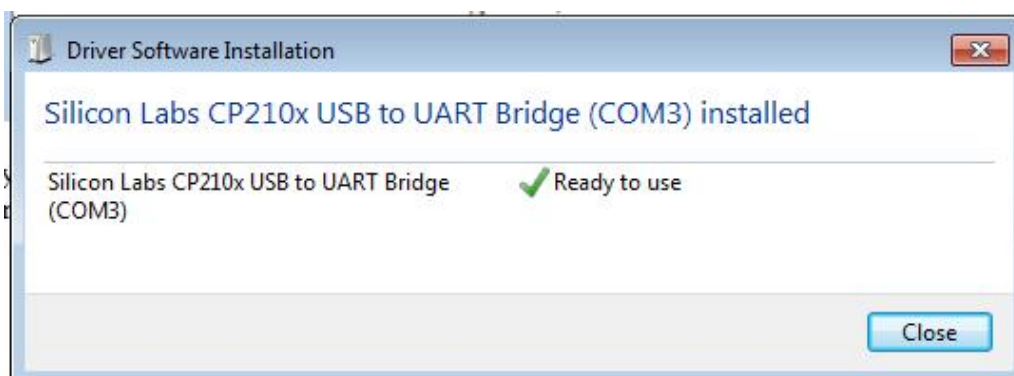 Driver Software Installation
Silicon Labs CP210x USB to UART Bridge (COM3) installed
Silicon Labs CP210x USB to UART Bridge
(COM3)
Ready to use
Close